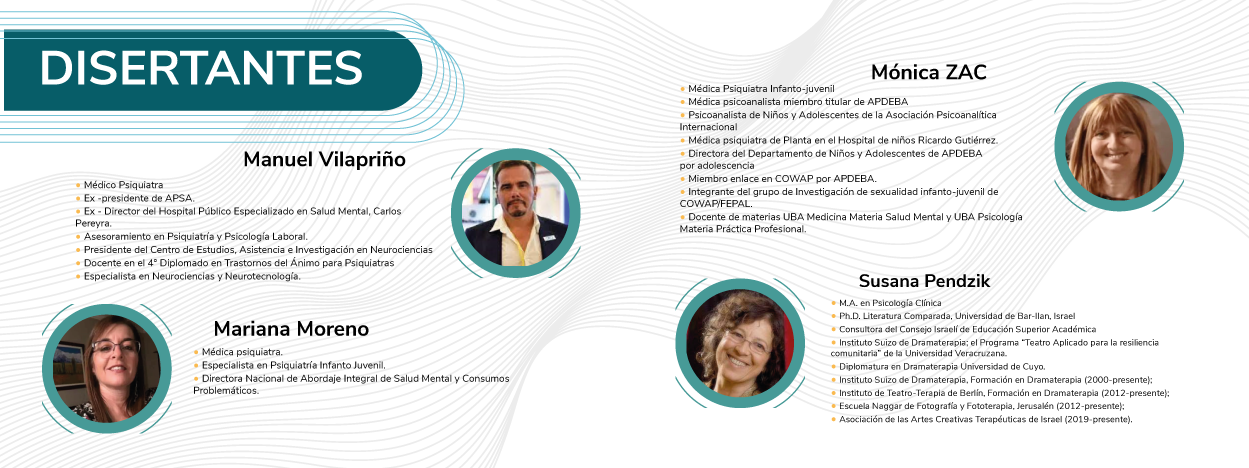 DISERTANTES
Manuel Vilapriño
• Médico Psiquiatra
• Ex -presidente de APSA.
• Ex - Director del Hospital Público Especializado en Salud Mental, Carlos
Pereyra.
• Asesoramiento en Psiquiatría y Psicología Laboral.
• Presidente del Centro de Estudios, Asistencia e Investigación en Neurociencias
• Docente en el 4° Diplomado en Trastornos del Ánimo para Psiquiatras
• Especialista en Neurociencias y Neurotecnología.
Mariana Moreno
• Médica psiquiatra.
• Especialista en Psiquiatría Infanto Juvenil.
• Directora Nacional de Abordaje Integral de Salud Mental y Consumos
Problemáticos.
Mónica ZAC
• Médica Psiquiatra Infanto-juvenil
• Médica psicoanalista miembro titular de APDEBA
• Psicoanalista de Niños y Adolescentes de la Asociación Psicoanalítica
Internacional
• Médica psiquiatra de Planta en el Hospital de niños Ricardo Gutiérrez.
• Directora del Departamento de Niños y Adolescentes de APDEBA
por adolescencia
• Miembro enlace en COWAP por APDEBA.
• Integrante del grupo de Investigación de sexualidad infanto-juvenil de
COWAP/FEPAL.
• Docente de materias UBA Medicina Materia Salud Mental y UBA Psicología
Materia Práctica Profesional.
Susana Pendzik
• M.A. en Psicología Clínica
• Ph.D. Literatura Comparada, Universidad de Bar-Ilan, Israel
• Consultora del Consejo Israelí de Educación Superior Académica
• Instituto Suizo de Dramaterapia; el Programa “Teatro Aplicado para la resiliencia
comunitaria” de la Universidad Veracruzana.
• Diplomatura en Dramaterapia Universidad de Cuyo.
• Instituto Suizo de Dramaterapia, Formación en Dramaterapia (2000-presente);
• Instituto de Teatro-Terapia de Berlín, Formación en Dramaterapia (2012-presente);
• Escuela Naggar de Fotografía y Fototerapia, Jerusalén (2012-presente);
• Asociación de las Artes Creativas Terapéuticas de Israel (2019-presente).